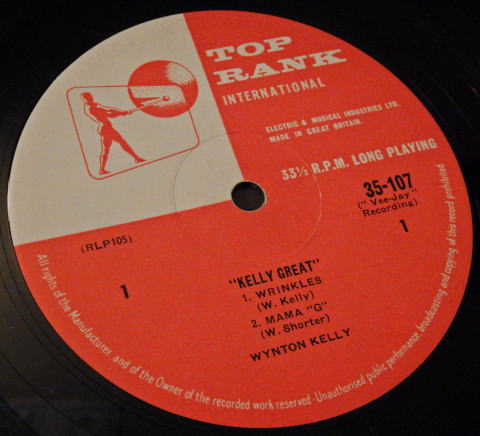 TOP
RANK
INTERNATIONAL
ELECTRIC & MUSICAL INDUSTRIES LTD.
MADE IN GREAT BRITAIN.
33⅓ R.P.M. LONG PLAYING
35-107
("Vee-Jay"
Recording)
1
(RLP105)
1
"KELLY GREAT"
1. WRINKLES
(W. Kelly)
2. MAMA "G"
(W. Shorter)
WYNTON KELLY
All rights of the Manufacturer and of the Owner of the recorded work reserved · Unauthorised public performance, broadcasting and copying of this record prohibited